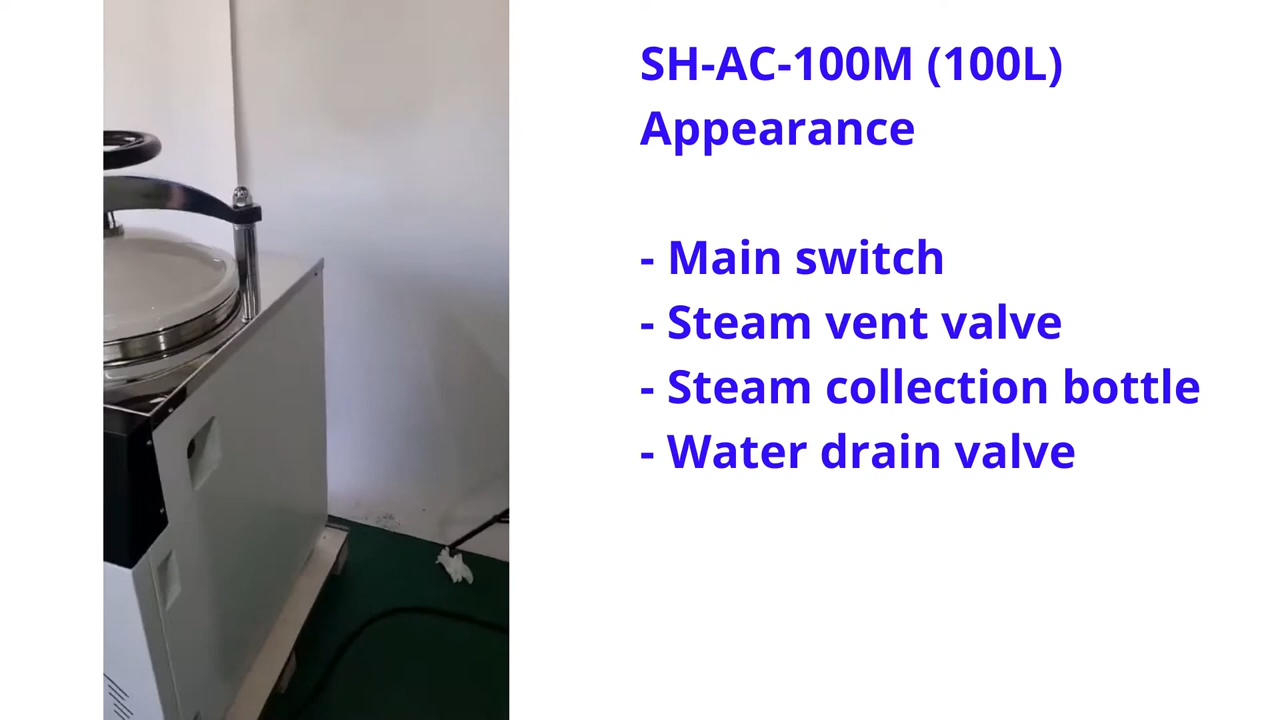 SH-AC-100M (100L)
Appearance
- Main switch
- Steam vent valve
- Steam collection bottle
- Water drain valve